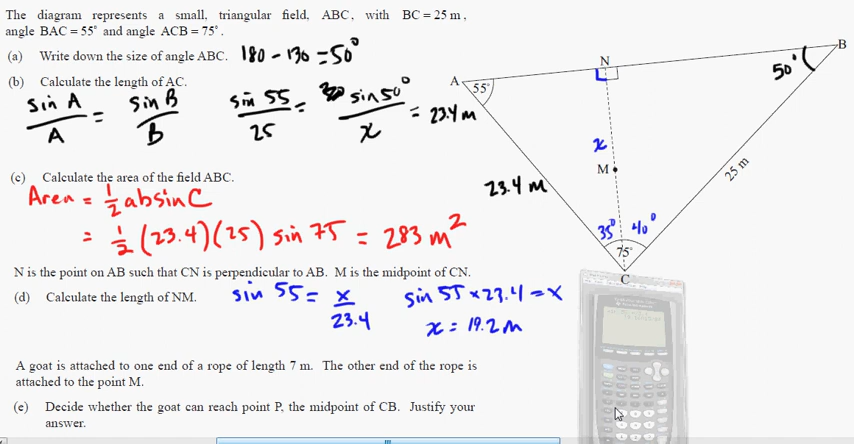 The diagram represents a small, triangular field, ABC, with BC = 25 m,
angle BAC = 55° and angle ACB = 75°.
(a) Write down the size of angle ABC. 180 - 130 = 50°
(b) Calculate the length of AC.
sin A / A = sin B / B
sin 55 / 25 = sin 50° / x = 23.4 m
(c) Calculate the area of the field ABC.
Area = 1/2 ab sin C
= 1/2 (23.4)(25) sin 75 = 283 m²
N is the point on AB such that CN is perpendicular to AB. M is the midpoint of CN.
(d) Calculate the length of NM.
sin 55 = x / 23.4
sin 55 x 23.4 = x
x = 19.2 m
A goat is attached to one end of a rope of length 7 m. The other end of the rope is
attached to the point M.
(e) Decide whether the goat can reach point P, the midpoint of CB. Justify your
answer.
B
N
50°
A
55°
x
M
25 m
23.4 m
35° 40°
75°
C